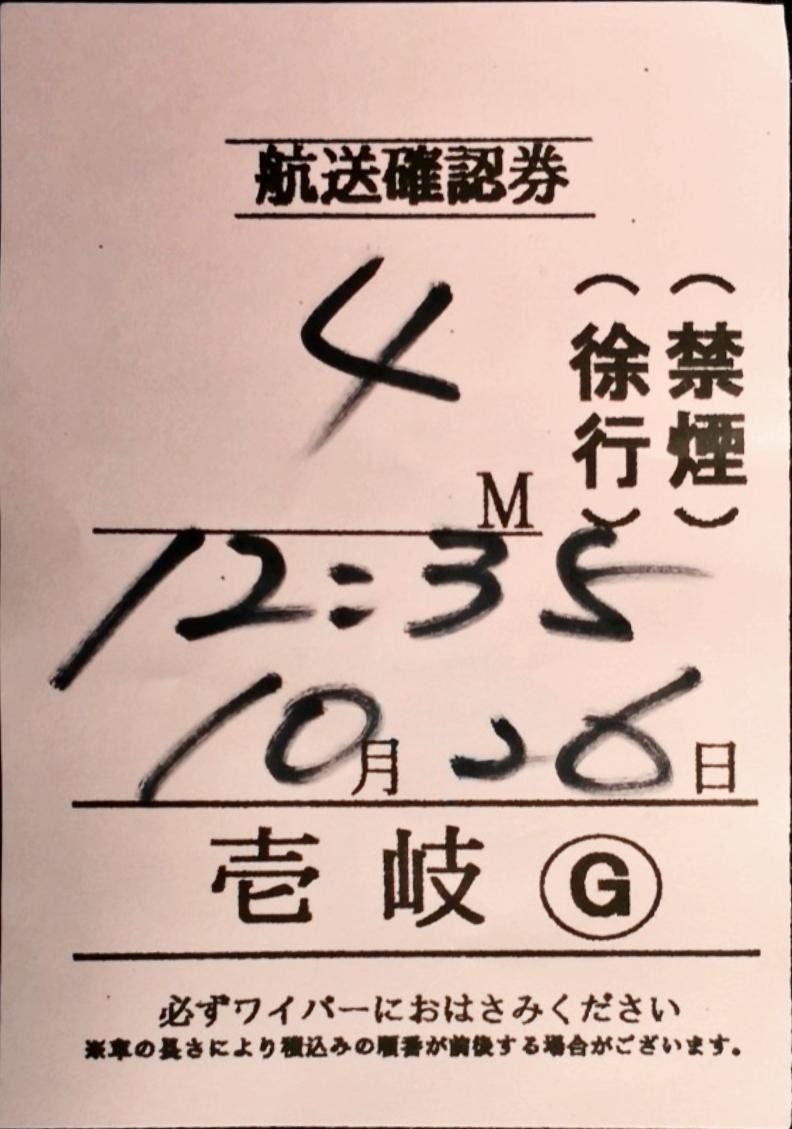 航送確認券
4 M
(禁煙)
(徐行)
12:35
10月26日
壱岐 G
必ずワイパーにおはさみください
※車の長さにより積込みの順番が前後する場合がございます。